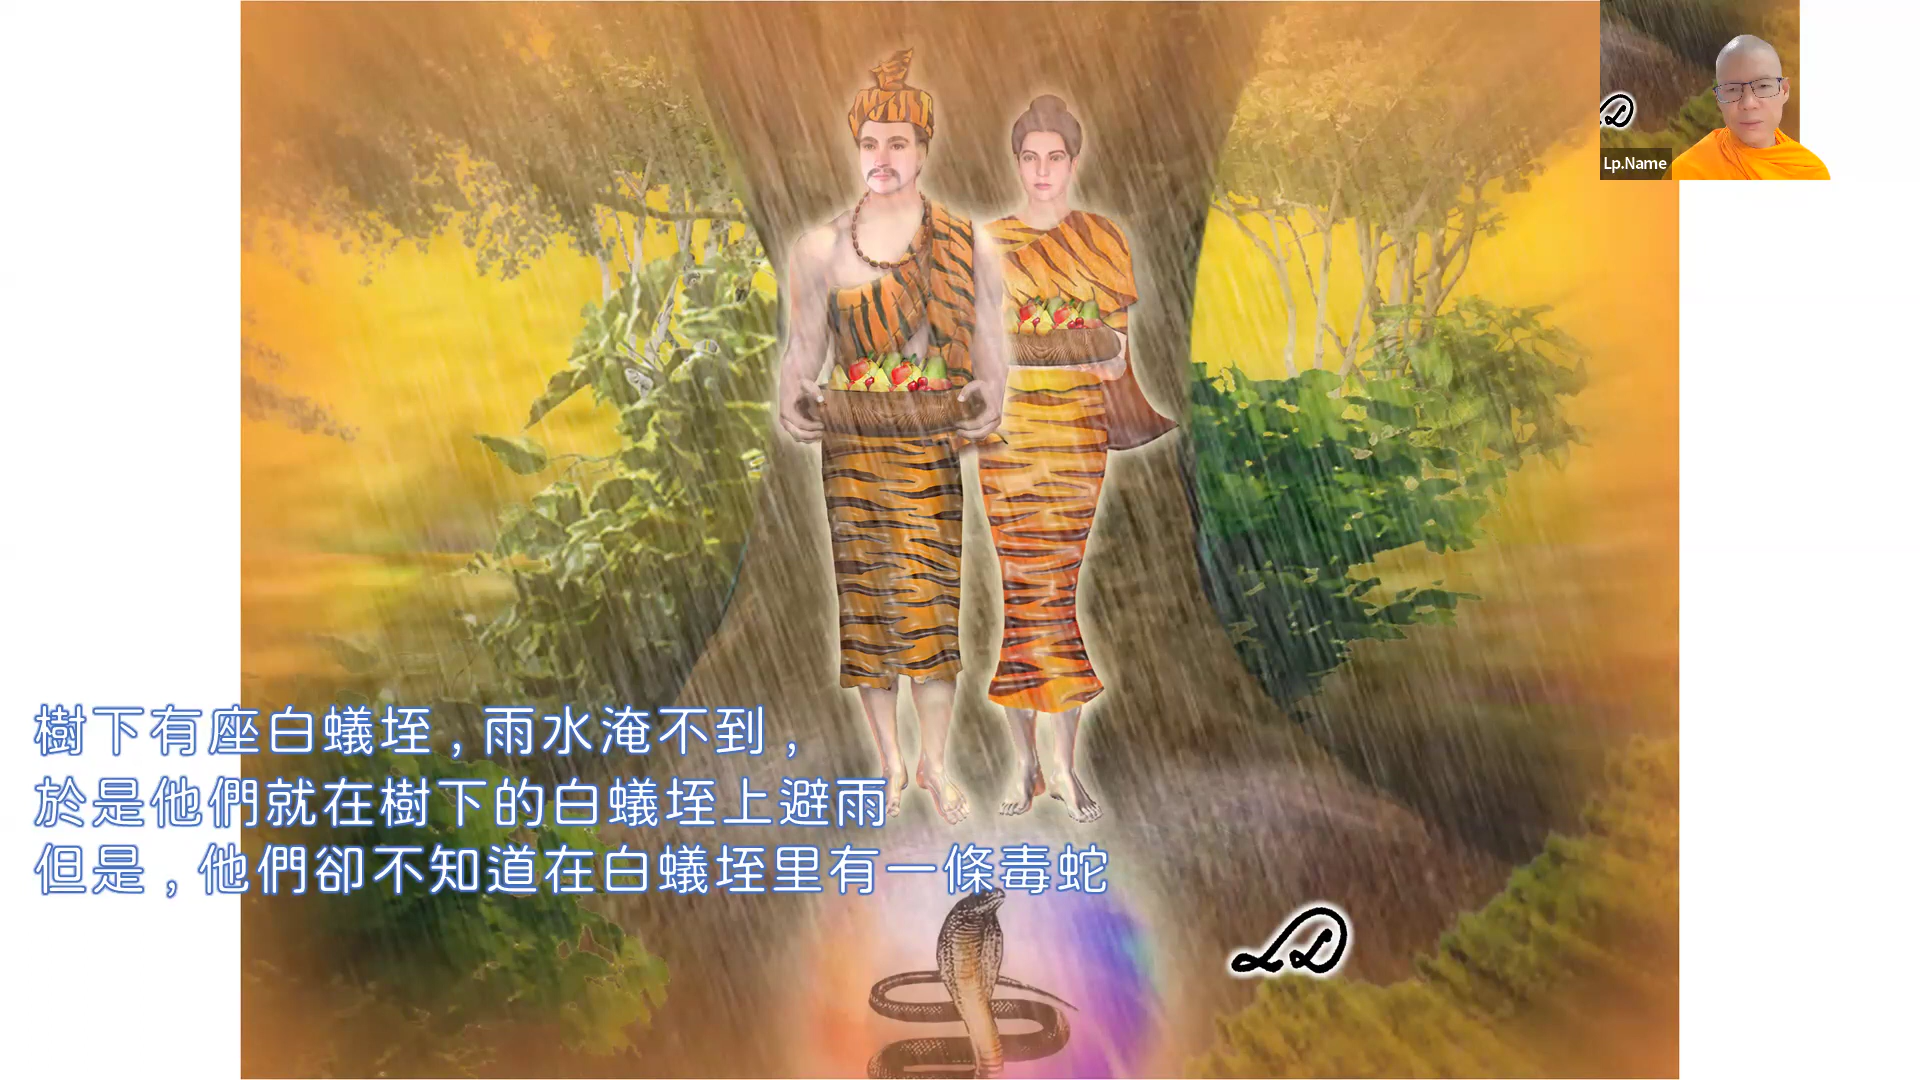 Lp.Name
樹下有座白蟻垤，雨水淹不到，
於是他們就在樹下的白蟻垤上避雨
但是，他們卻不知道在白蟻垤里有一條毒蛇